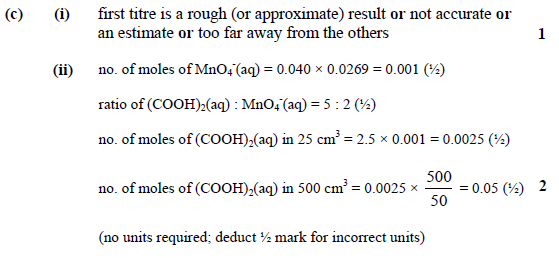 (c) (i) first titre is a rough (or approximate) result or not accurate or
an estimate or too far away from the others 1
(ii) no. of moles of MnO₄⁻(aq) = 0.040 × 0.0269 = 0.001 (½)
ratio of (COOH)₂(aq) : MnO₄⁻(aq) = 5 : 2 (½)
no. of moles of (COOH)₂(aq) in 25 cm³ = 2.5 × 0.001 = 0.0025 (½)
no. of moles of (COOH)₂(aq) in 500 cm³ = 0.0025 × 500/50 = 0.05 (½) 2
(no units required; deduct ½ mark for incorrect units)